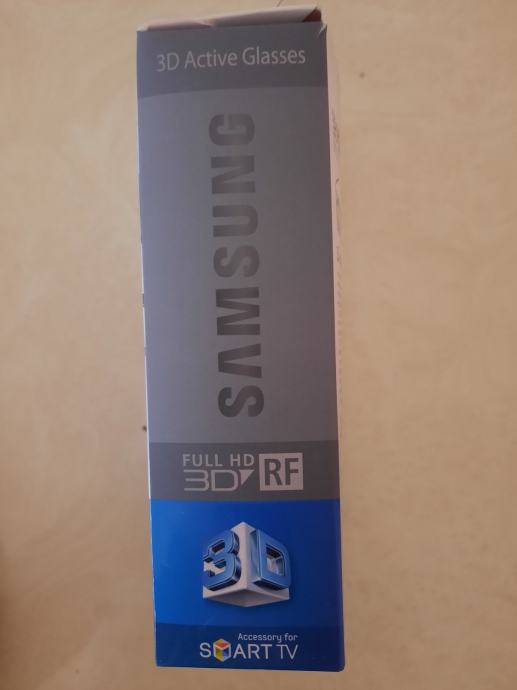 3D Active Glasses
SAMSUNG
FULL HD
3D RF
3D
Accessory for
SMART TV